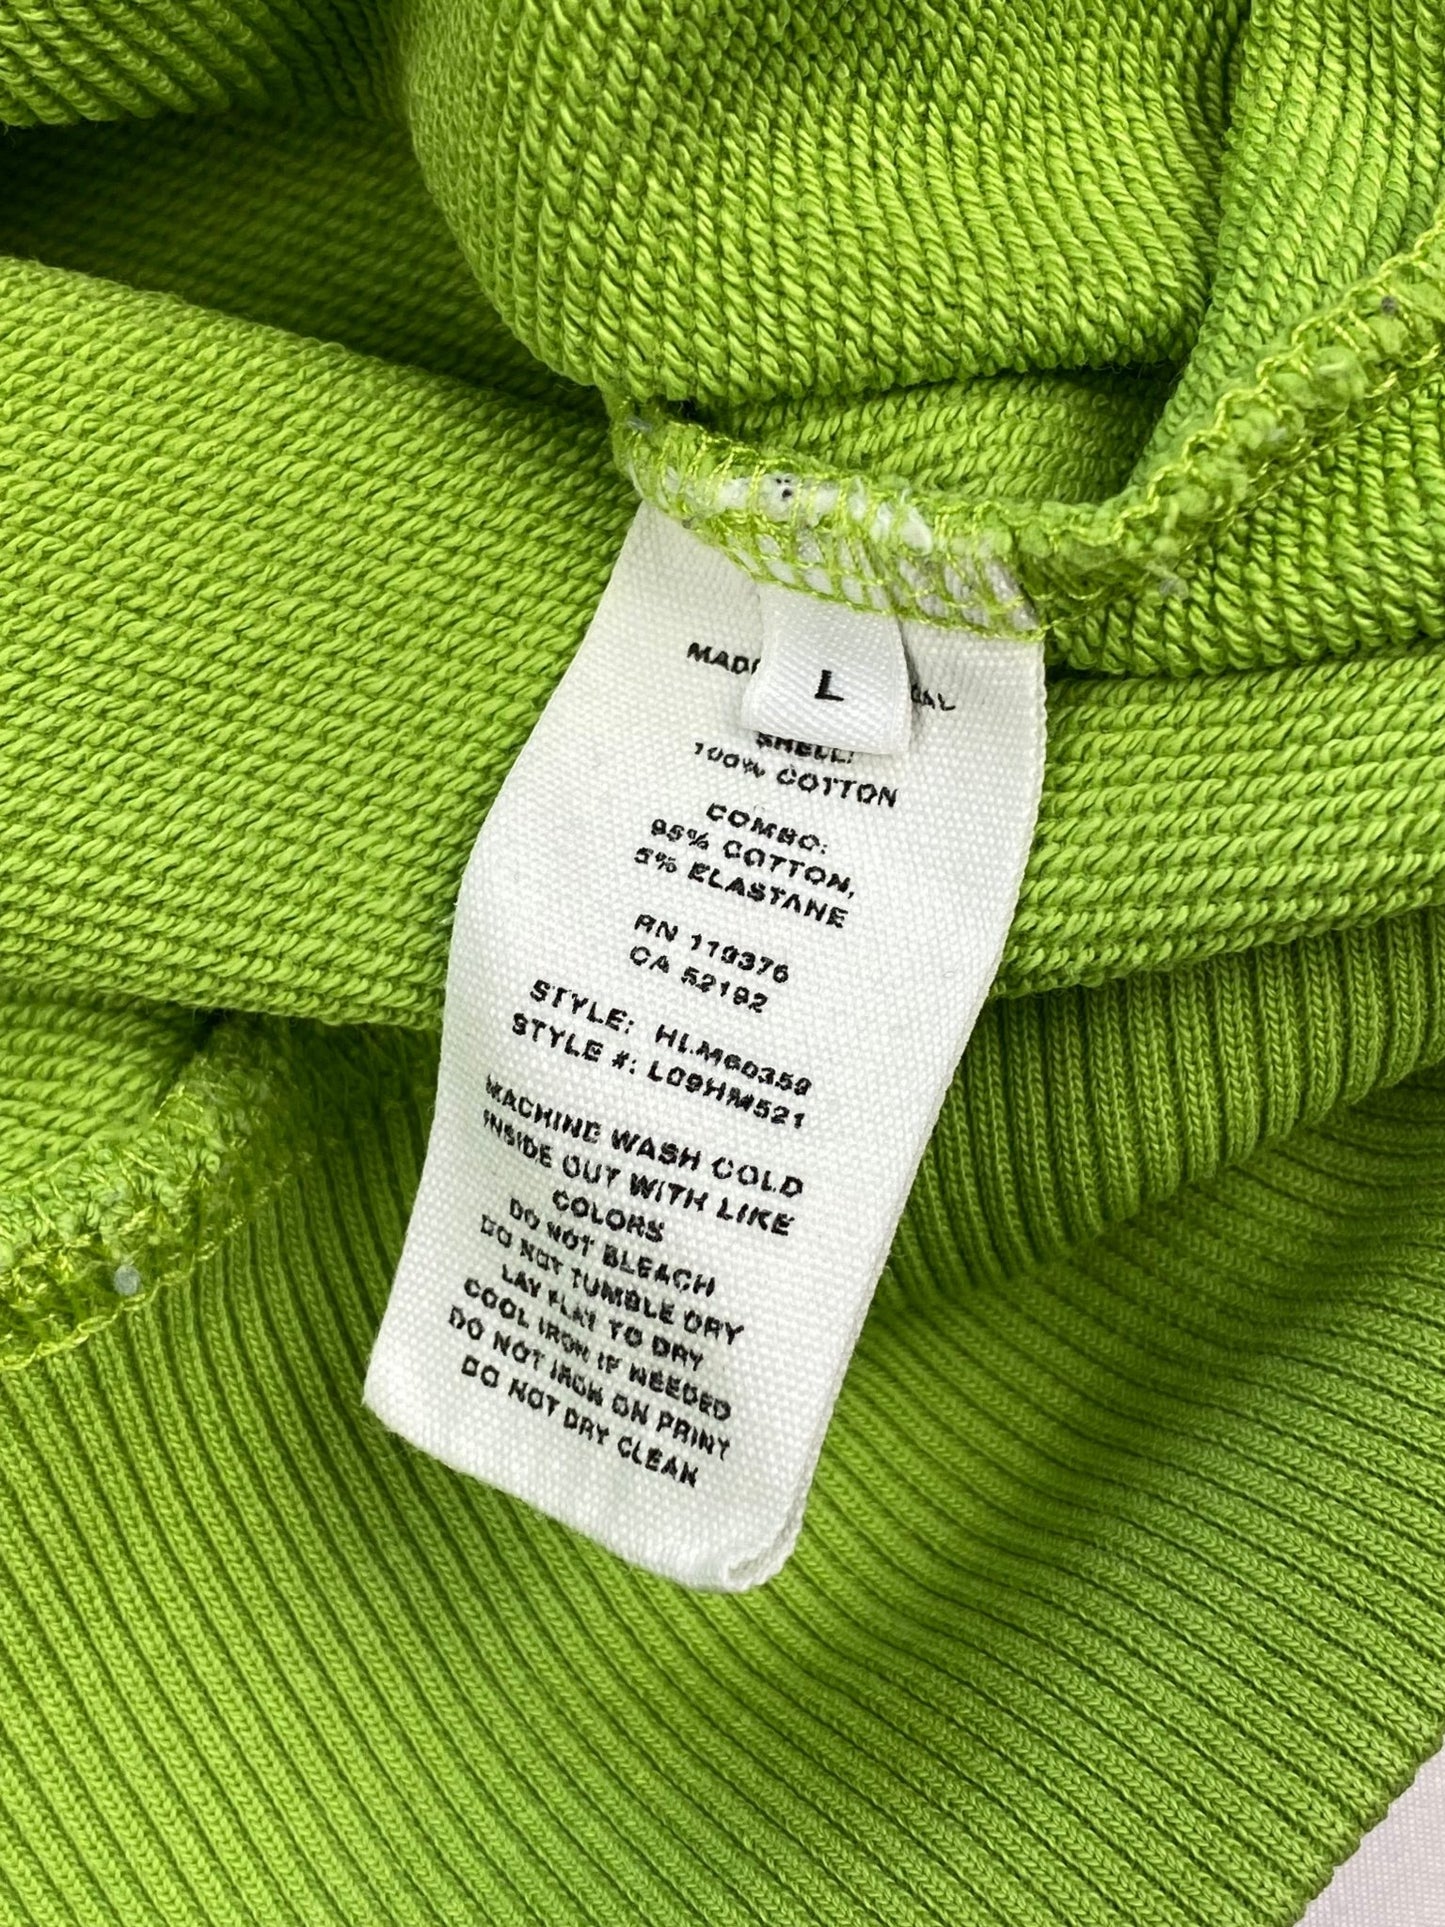 L
SHELL:
100% COTTON
COMBO:
95% COTTON,
5% ELASTANE
RN 119376
CA 52192
STYLE: HLM60359
STYLE #: L09HM521
MACHINE WASH COLD
INSIDE OUT WITH LIKE
COLORS
DO NOT BLEACH
DO NOT TUMBLE DRY
LAY FLAT TO DRY
COOL IRON IF NEEDED
DO NOT IRON ON PRINT
DO NOT DRY CLEAN